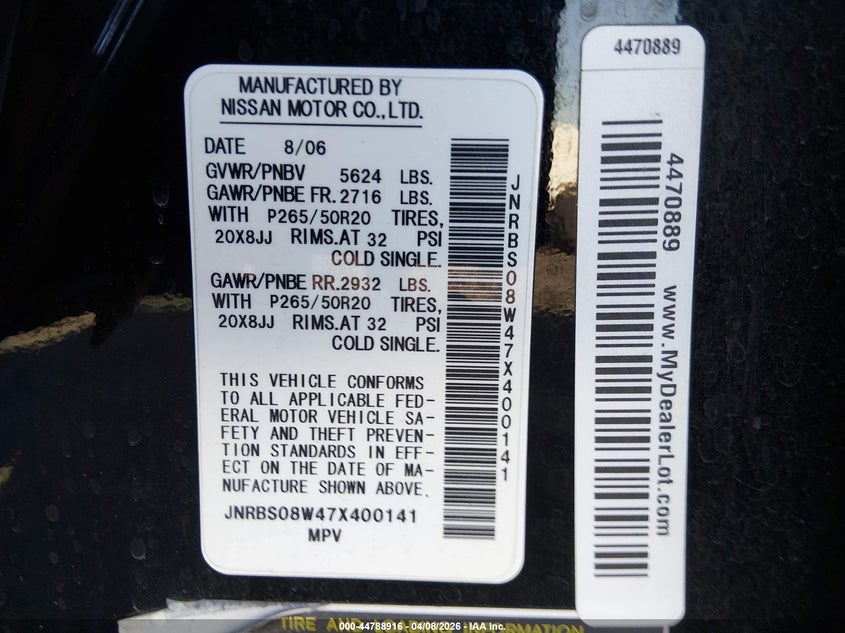 MANUFACTURED BY
NISSAN MOTOR CO.,LTD.
DATE 8/06
GVWR/PNBV 5624 LBS.
GAWR/PNBE FR.2716 LBS.
WITH P265/50R20 TIRES,
20X8JJ RIMS.AT 32 PSI
COLD SINGLE.
GAWR/PNBE RR.2932 LBS.
WITH P265/50R20 TIRES,
20X8JJ RIMS.AT 32 PSI
COLD SINGLE.
THIS VEHICLE CONFORMS
TO ALL APPLICABLE FED-
ERAL MOTOR VEHICLE SA-
FETY AND THEFT PREVEN-
TION STANDARDS IN EFF-
ECT ON THE DATE OF MA-
NUFACTURE SHOWN ABOVE.
JNRBS08W47X400141
MPV
JNRBS08W47X400141
4470889
4470889 www.MyDealerLot.com
TIRE AND LOADING INFORMATION
000-44788916 - 04/08/2026 - IAA Inc.